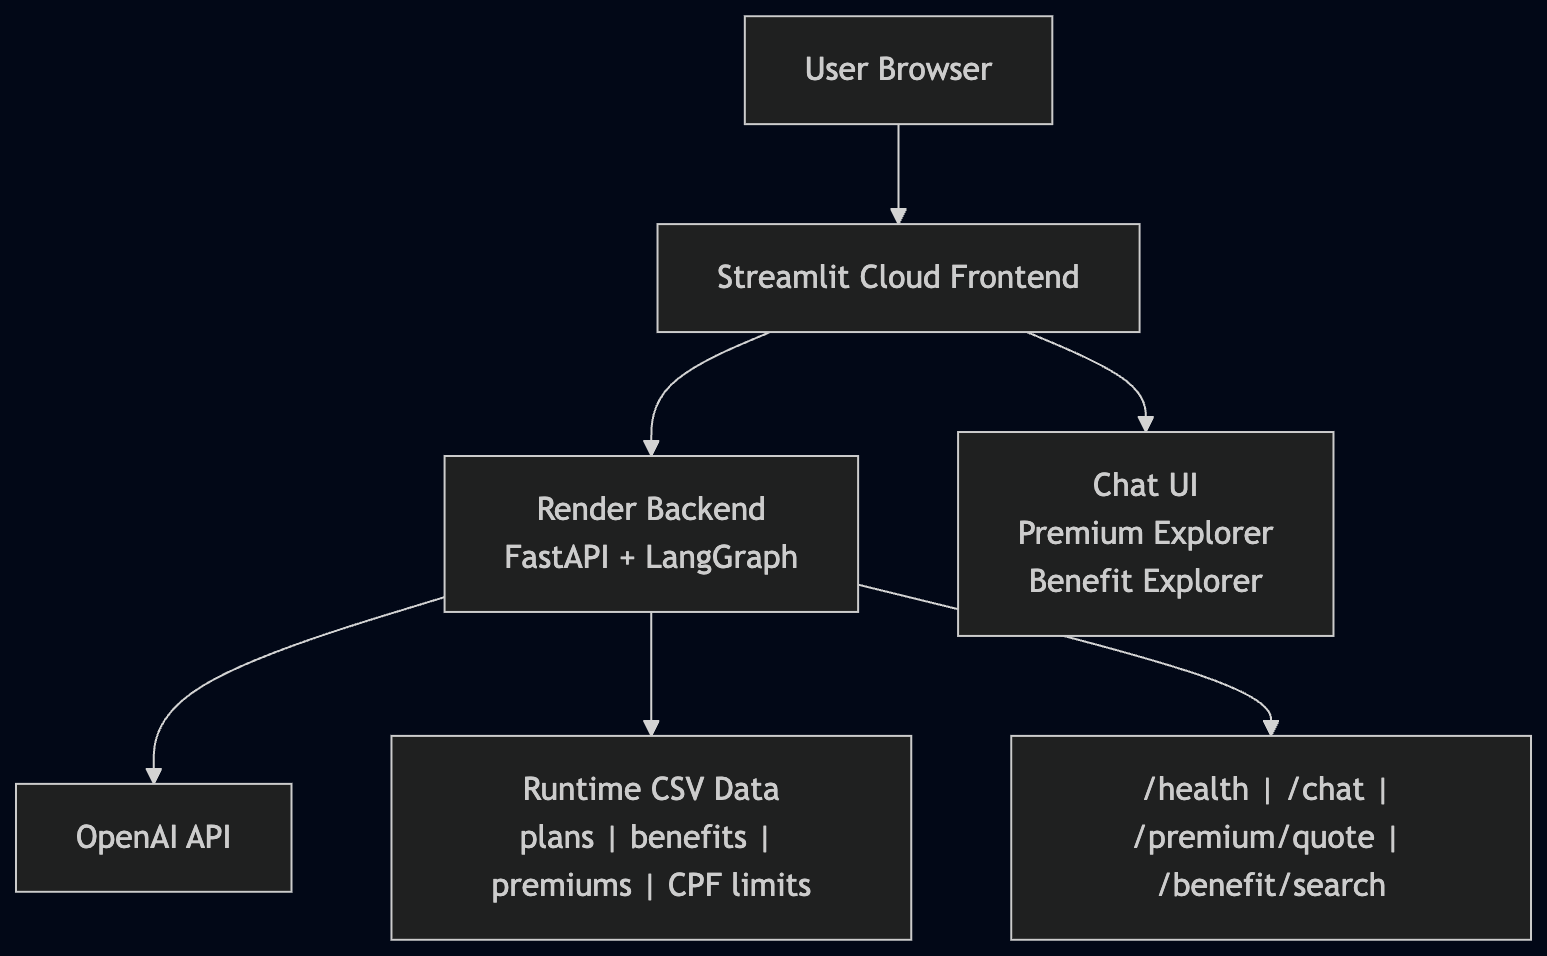 User Browser
Streamlit Cloud Frontend
Render Backend
FastAPI + LangGraph
Chat UI
Premium Explorer
Benefit Explorer
OpenAI API
Runtime CSV Data
plans | benefits |
premiums | CPF limits
/health | /chat |
/premium/quote |
/benefit/search